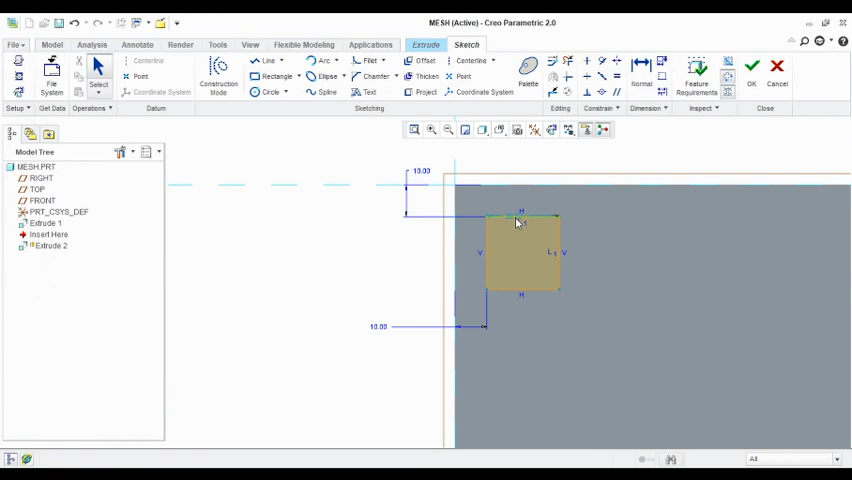 MESH (Active) - Creo Parametric 2.0
File Model Analysis Annotate Render Tools View Flexible Modeling Applications Extrude Sketch
Centerline Line Arc Fillet Offset Centerline
File System Select Point Construction Mode Rectangle Ellipse Chamfer Thicken Point Palette Normal Feature Requirements OK Cancel
Coordinate System Circle Spline Text Project Coordinate System
Setup Get Data Operations Datum Sketching Editing Constrain Dimension Inspect Close
Model Tree
MESH.PRT
RIGHT
TOP
FRONT
PRT_CSYS_DEF
Extrude 1
Insert Here
Extrude 2
10.00
H
1
V L 1 V
H
10.00
All